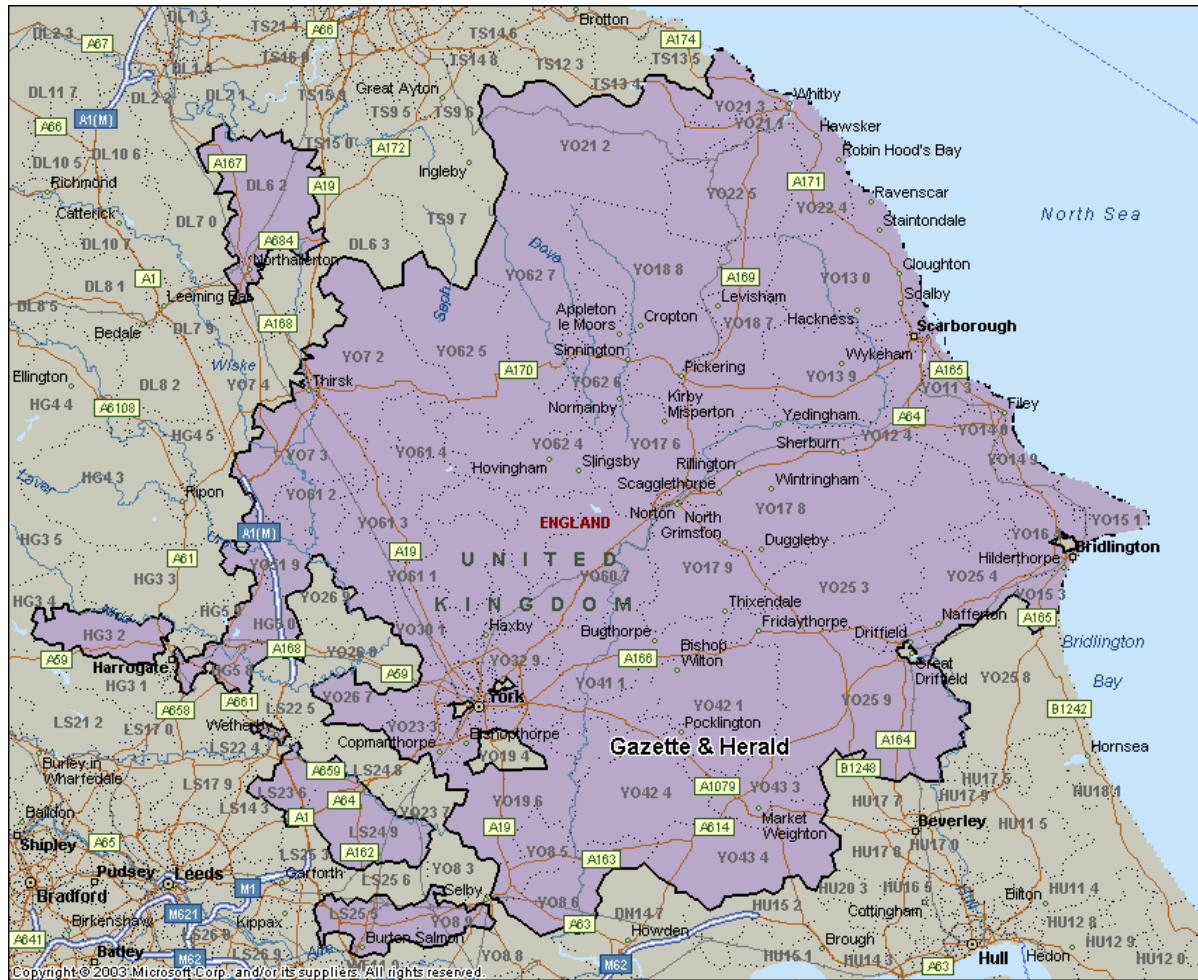 Brotton
DL1 3
TS21 4
A66
DL2 3
A67
TS14 6
A174
TS16 0
TS14 8
TS12 3
TS13 5
DL1 4
TS13 4
Great Ayton
DL11 7
DL2 2
DL2 1
TS15 9
TS9 5
TS9 6
YO21 3
Whitby
A1(M)
A66
YO21 1
Hawsker
TS15 0
A172
YO21 2
Robin Hood's Bay
DL10 5
DL10 6
A167
Ingleby
Richmond
DL6 2
A19
A171
YO22 5
Ravenscar
YO22 4
Catterick
DL7 0
TS9 7
Staintondale
North Sea
DL10 7
A684
DL6 3
Dove
Northallerton
YO62 7
YO18 8
YO13 0
Cloughton
A1
A169
DL8 1
Seph
DL8 5
Leeming Bar
Levisham
Scalby
Appleton
le Moors
Cropton
YO18 7
Hackness
Bedale
DL7 9
A168
Scarborough
YO7 2
YO62 5
Sinnington
Wykeham
Wiske
A170
Pickering
YO13 9
A165
Ellington
DL8 2
YO7 4
Thirsk
YO62 6
YO11 3
HG4 4
A6108
Normanby
Kirby
Misperton
Yedingham
A64
Filey
HG4 5
YO17 6
Sherburn
YO12 4
YO14 0
YO7 3
YO61 4
YO62 4
Hovingham
Slingsby
Rillington
YO14 9
HG4 3
Laver
YO61 2
Scagglethorpe
Wintringham
Ripon
Norton
North
Grimston
YO17 8
YO61 3
ENGLAND
YO15 1
HG3 5
A1(M)
YO16
A19
UNITED
Duggleby
Bridlington
A61
YO51 9
YO61 1
YO60 7
YO17 9
Hilderthorpe
HG3 3
YO25 3
YO25 4
HG3 4
YO26 9
KINGDOM
YO15 3
Thixendale
HG5 9
HG5 0
YO30 1
Haxby
Nafferton
A165
HG3 2
Bugthorpe
Fridaythorpe
Driffield
A168
YO26 8
YO32 9
Bishop
Wilton
Bridlington
Bay
A59
Harrogate
HG5 8
A59
A166
Great
Driffield
HG3 1
YO41 1
YO25 8
A661
YO26 7
York
YO25 9
A658
LS22 5
YO42 1
B1242
LS21 2
LS17 0
Wetherby
YO23 3
Pocklington
LS22 4
Copmanthorpe
Bishopthorpe
Gazette & Herald
A164
YO19 4
Hornsea
Burley in
Wharfedale
A659
LS24 8
B1248
LS17 9
LS23 6
A64
A1079
HU17 5
HU18 1
Baildon
LS14 3
A1
YO23 7
YO19 6
YO42 4
YO43 3
HU17 7
HU17 9
Market
Weighton
Beverley
HU11 5
A65
LS24 9
A19
A614
Shipley
A162
HU17 0
LS25 3
YO8 5
A163
YO43 4
HU17 8
Pudsey
Leeds
Garforth
LS25 6
YO8 3
HU20 3
HU16 5
HU11 4
Bradford
M1
Selby
YO8 6
Bilton
M621
Kippax
LS25 5
YO8 9
HU15 2
Cottingham
HU12 8
Birkenshaw
A63
DN14 7
A641
LS26 8
Burton Salmon
Howden
Brough
Hull
HU12 9
Batley
M62
LS26 9
Aire
YO8 8
M62
HU15 1
HU14 3
A63
Hedon
HU12 0
Copyright © 2003 Microsoft Corp. and/or its suppliers. All rights reserved.